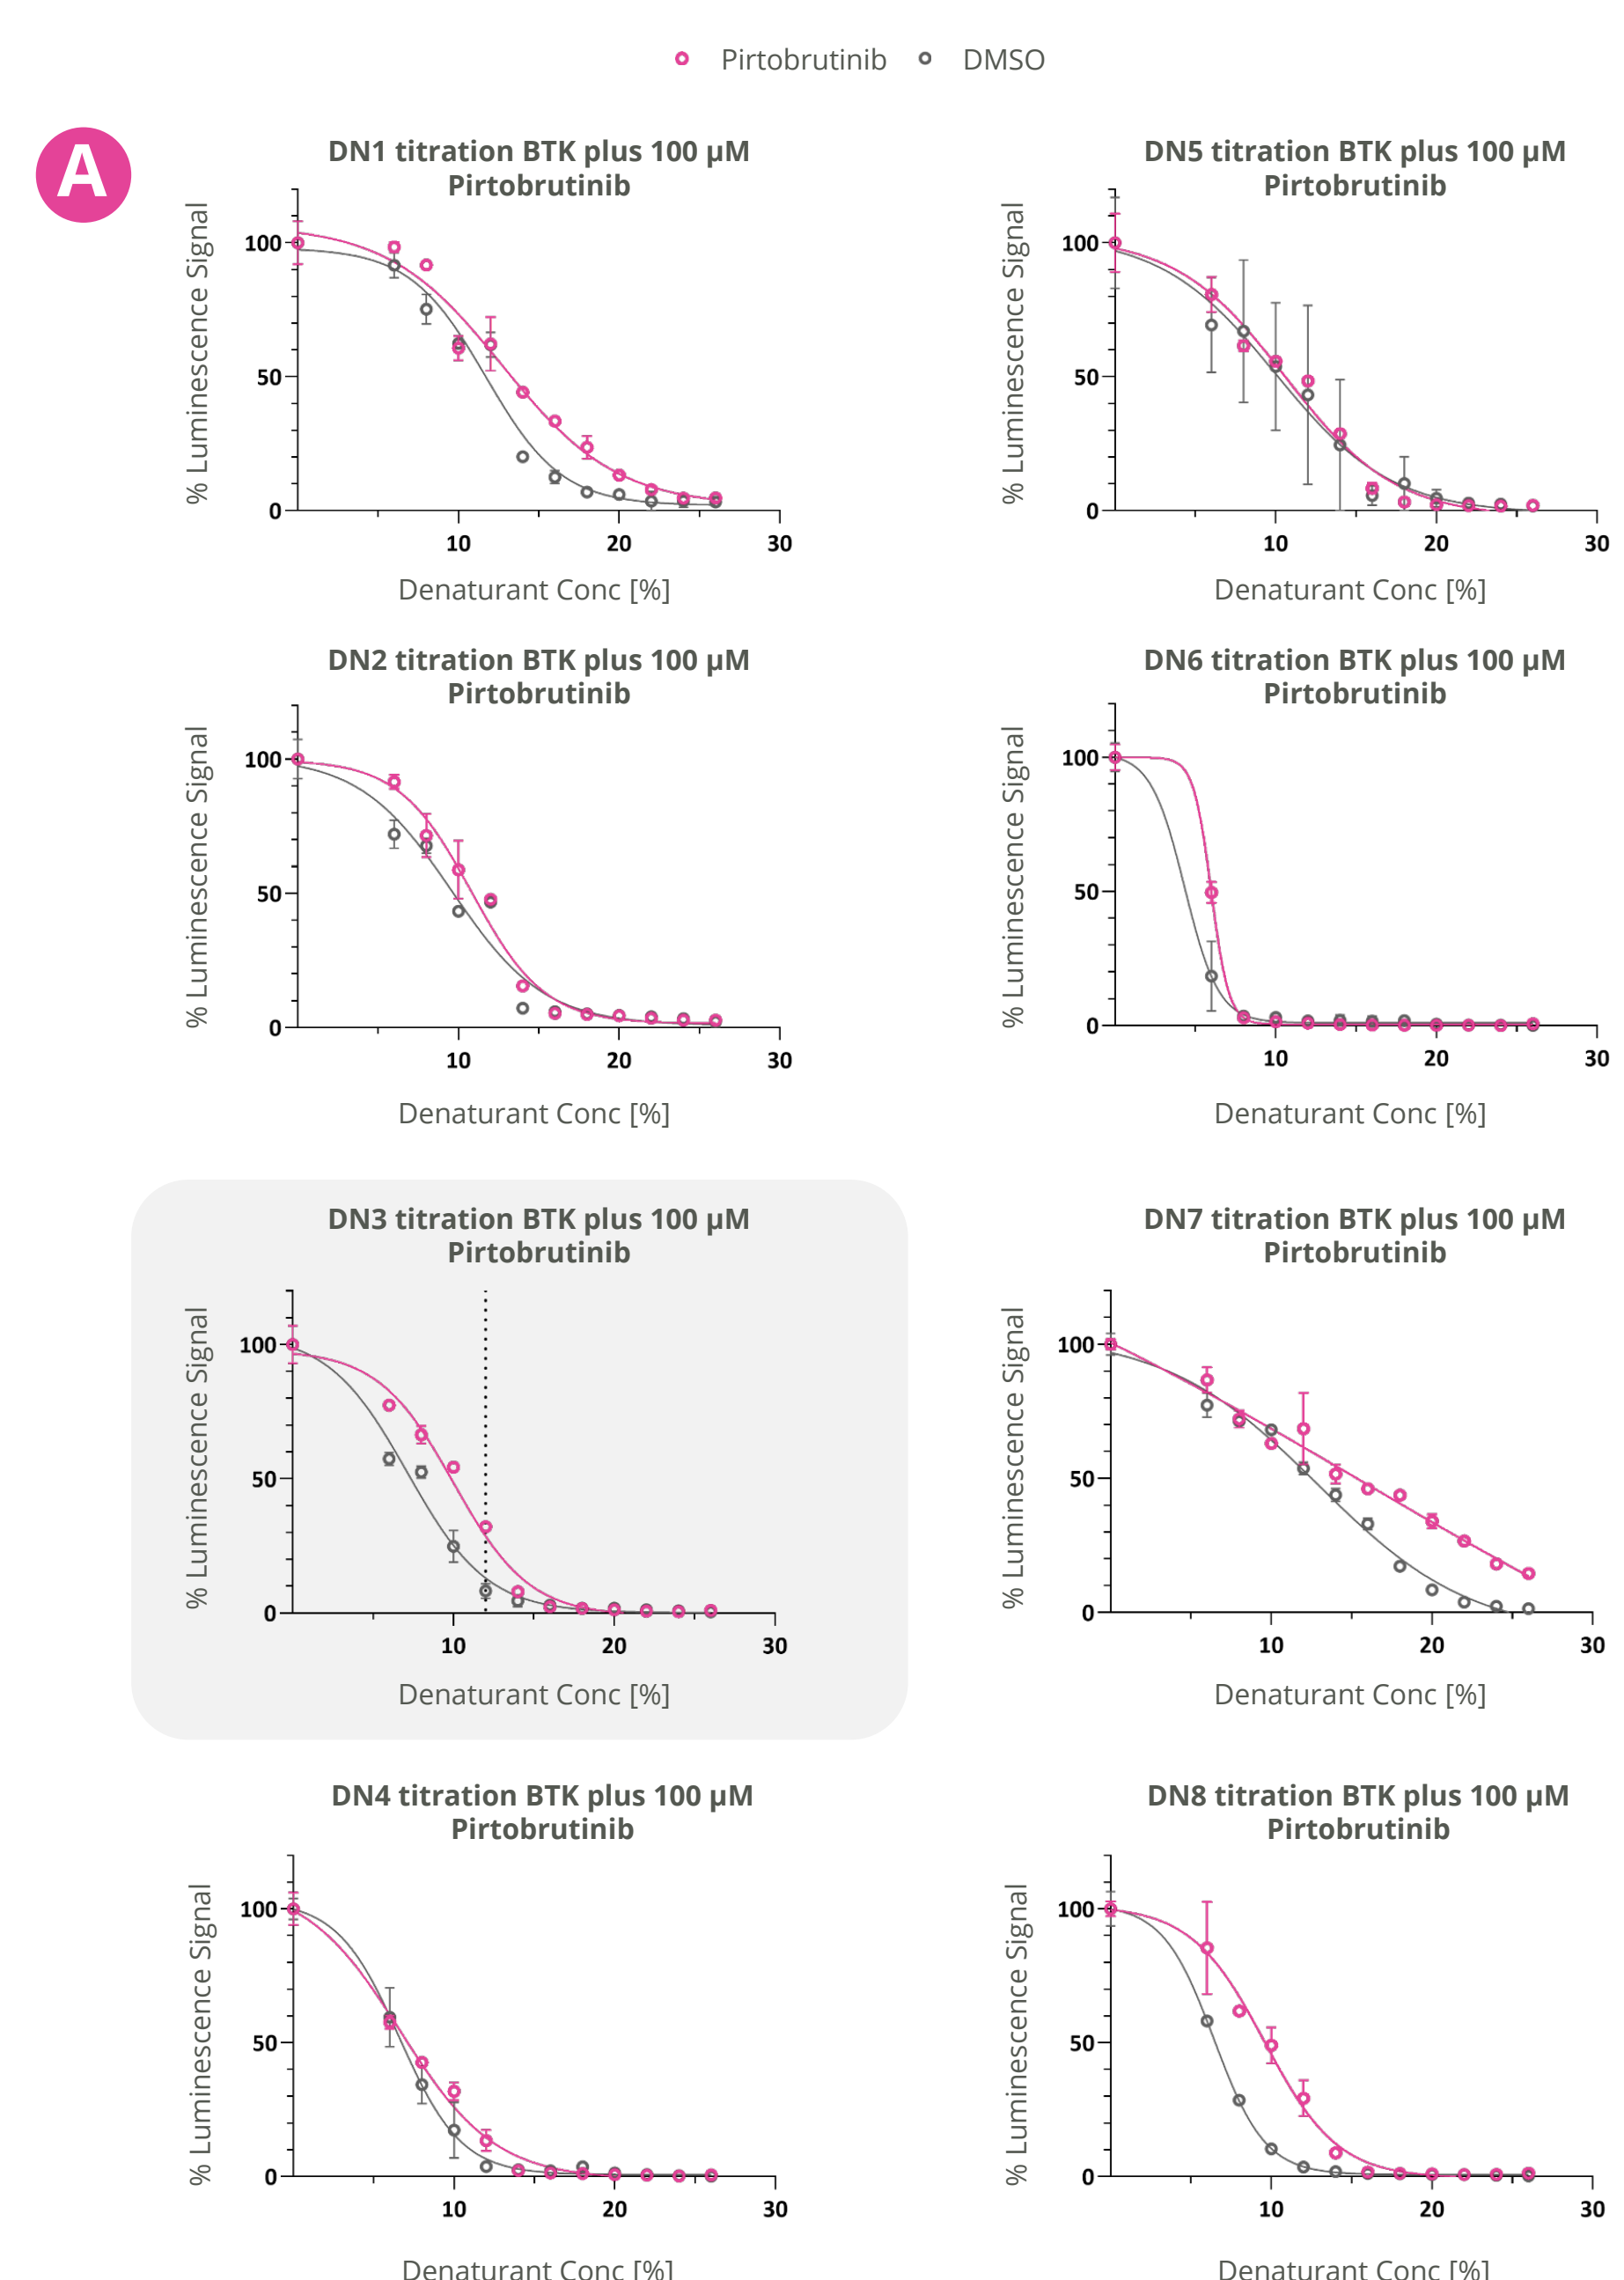 Pirtobrutinib DMSO
A
DN1 titration BTK plus 100 µM
Pirtobrutinib
% Luminescence Signal
100
50
0
10 20 30
Denaturant Conc [%]
DN5 titration BTK plus 100 µM
Pirtobrutinib
% Luminescence Signal
100
50
0
10 20 30
Denaturant Conc [%]
DN2 titration BTK plus 100 µM
Pirtobrutinib
% Luminescence Signal
100
50
0
10 20 30
Denaturant Conc [%]
DN6 titration BTK plus 100 µM
Pirtobrutinib
% Luminescence Signal
100
50
0
10 20 30
Denaturant Conc [%]
DN3 titration BTK plus 100 µM
Pirtobrutinib
% Luminescence Signal
100
50
0
10 20 30
Denaturant Conc [%]
DN7 titration BTK plus 100 µM
Pirtobrutinib
% Luminescence Signal
100
50
0
10 20 30
Denaturant Conc [%]
DN4 titration BTK plus 100 µM
Pirtobrutinib
% Luminescence Signal
100
50
0
10 20 30
Denaturant Conc [%]
DN8 titration BTK plus 100 µM
Pirtobrutinib
% Luminescence Signal
100
50
0
10 20 30
Denaturant Conc [%]